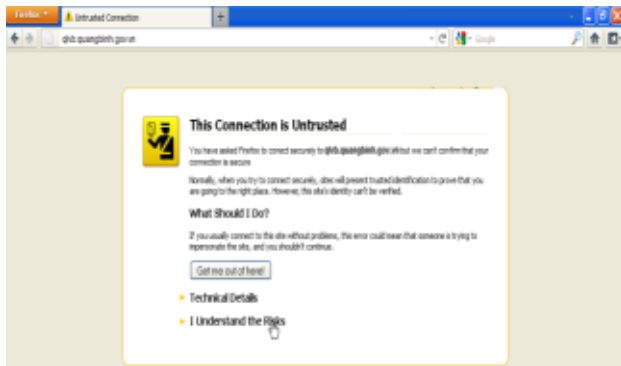 Firefox
Untrusted Connection
qlvb.quangbinh.gov.vn
Google
This Connection is Untrusted
You have asked Firefox to connect securely to qlvb.quangbinh.gov.vn but we can't confirm that your
connection is secure
Normally, when you try to connect securely, sites will present trusted identification to prove that you
are going to the right place. However, this site's identity can't be verified.
What Should I Do?
If you usually connect to this site without problems, this error could mean that someone is trying to
impersonate the site, and you shouldn't continue.
Get me out of here!
Technical Details
I Understand the Risks